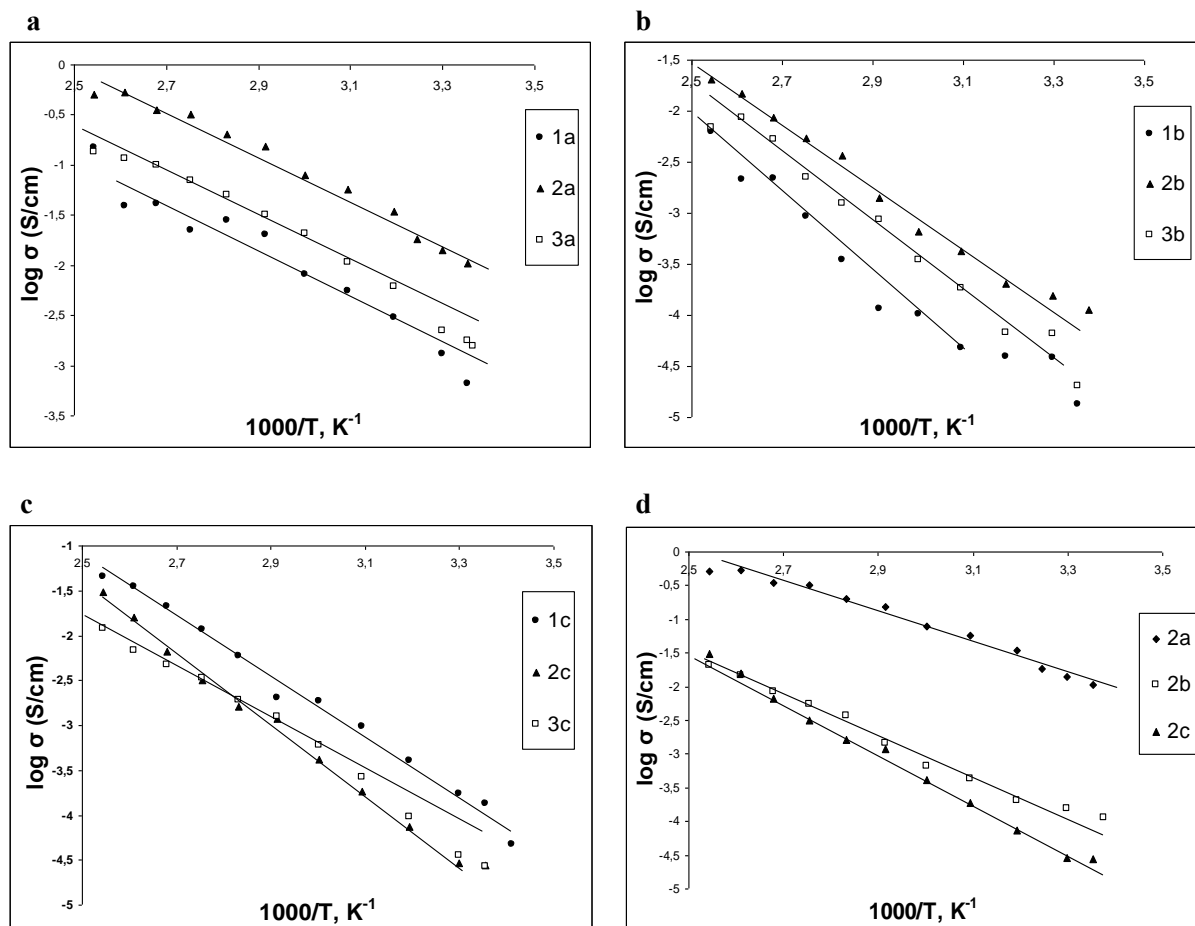 a
0
2,5 2,7 2,9 3,1 3,3 3,5
-0,5
-1
-1,5
-2
-2,5
-3
-3,5
log σ (S/cm)
1000/T, K-1
1a
2a
3a
b
-1,5
2,5 2,7 2,9 3,1 3,3 3,5
-2
-2,5
-3
-3,5
-4
-4,5
-5
log σ (S/cm)
1000/T, K-1
1b
2b
3b
c
-1
2,5 2,7 2,9 3,1 3,3 3,5
-1,5
-2
-2,5
-3
-3,5
-4
-4,5
-5
log σ (S/cm)
1000/T, K-1
1c
2c
3c
d
0
2,5 2,7 2,9 3,1 3,3 3,5
-0,5
-1
-1,5
-2
-2,5
-3
-3,5
-4
-4,5
-5
log σ (S/cm)
1000/T, K-1
2a
2b
2c